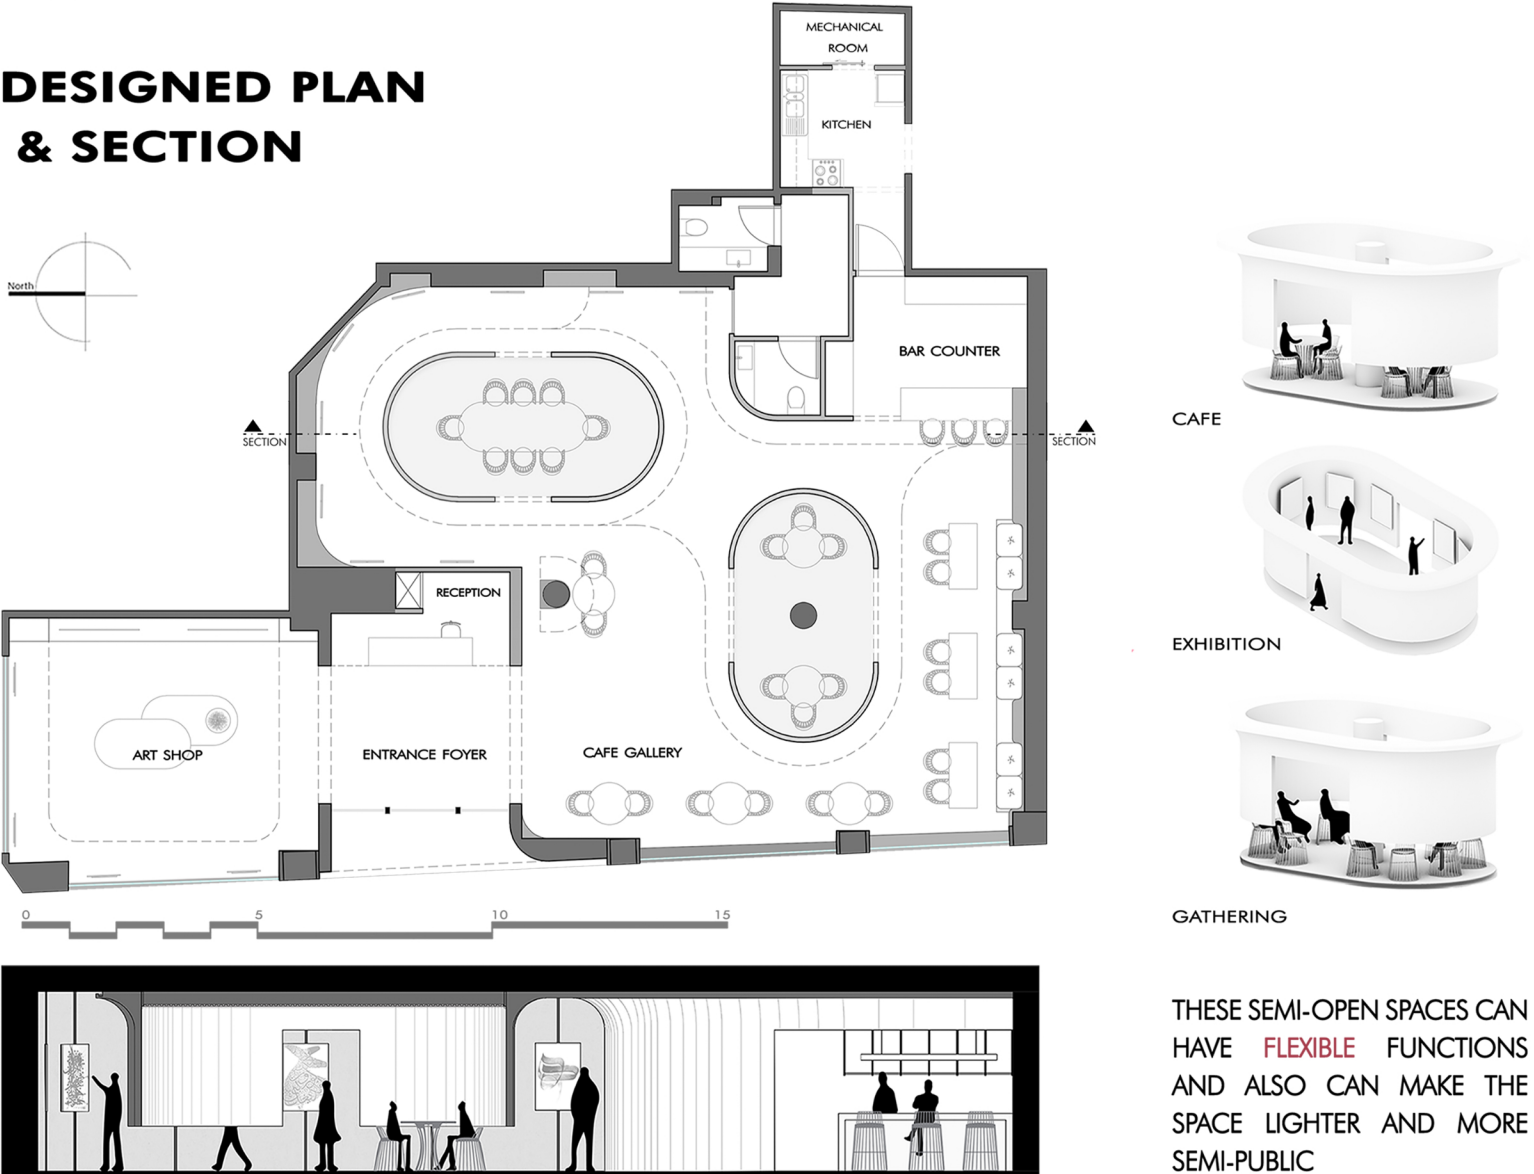 DESIGNED PLAN
& SECTION
North
MECHANICAL
ROOM
KITCHEN
BAR COUNTER
SECTION
SECTION
RECEPTION
ART SHOP
ENTRANCE FOYER
CAFE GALLERY
0 5 10 15
CAFE
EXHIBITION
GATHERING
THESE SEMI-OPEN SPACES CAN
HAVE FLEXIBLE FUNCTIONS
AND ALSO CAN MAKE THE
SPACE LIGHTER AND MORE
SEMI-PUBLIC